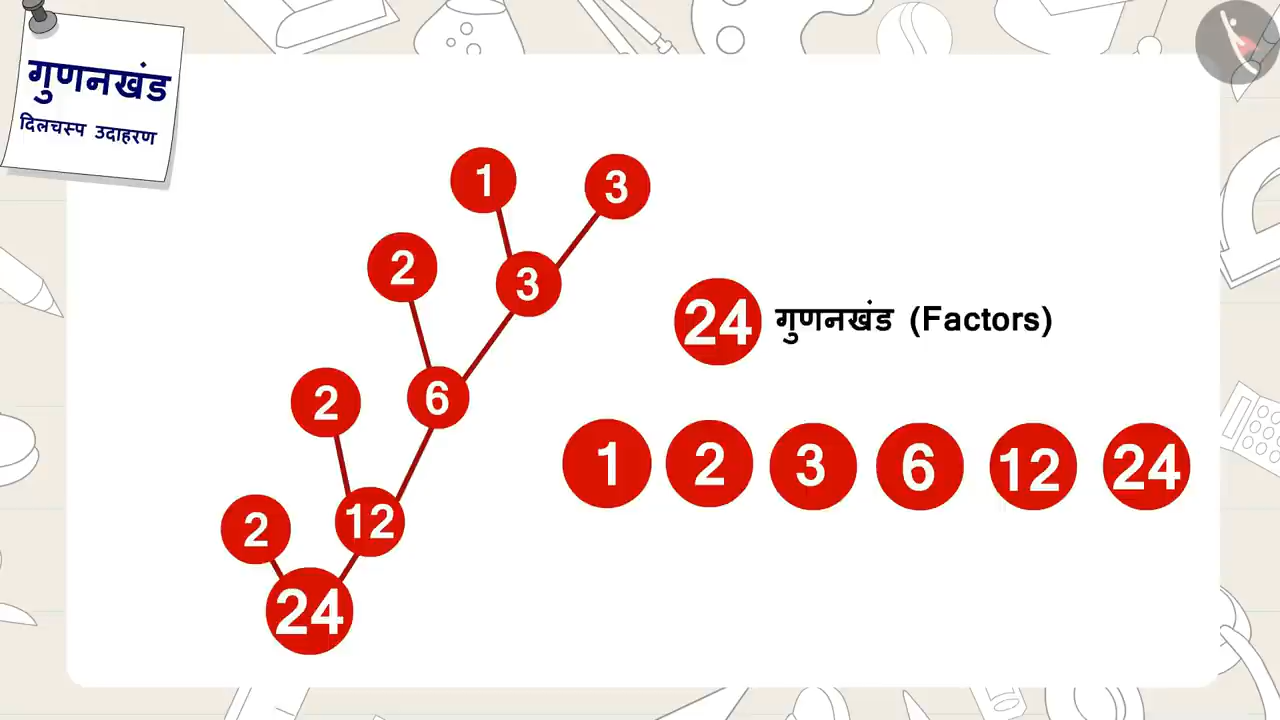 गुणनखंड
दिलचस्प उदाहरण
1 3
2 3
2 6
2 12
24
24 गुणनखंड (Factors)
1 2 3 6 12 24